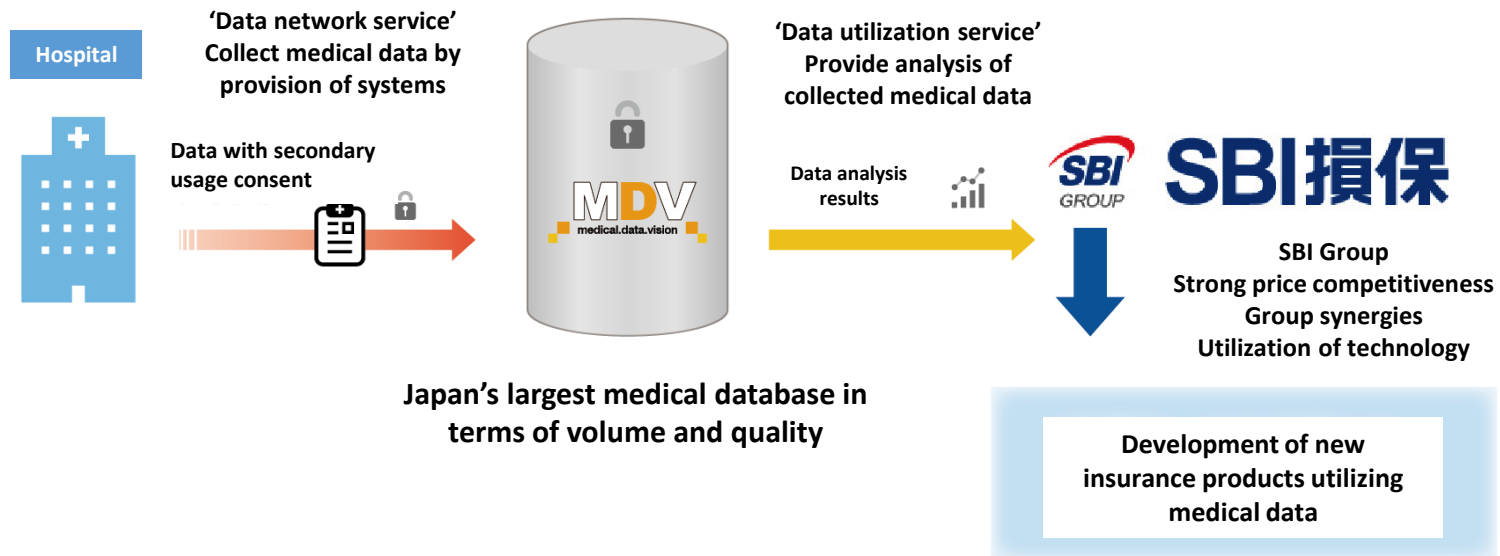 Hospital
‘Data network service’
Collect medical data by
provision of systems
Data with secondary
usage consent
MDV
medical.data.vision
‘Data utilization service’
Provide analysis of
collected medical data
Data analysis
results
SBI
GROUP
SBI損保
SBI Group
Strong price competitiveness
Group synergies
Utilization of technology
Japan’s largest medical database in
terms of volume and quality
Development of new
insurance products utilizing
medical data